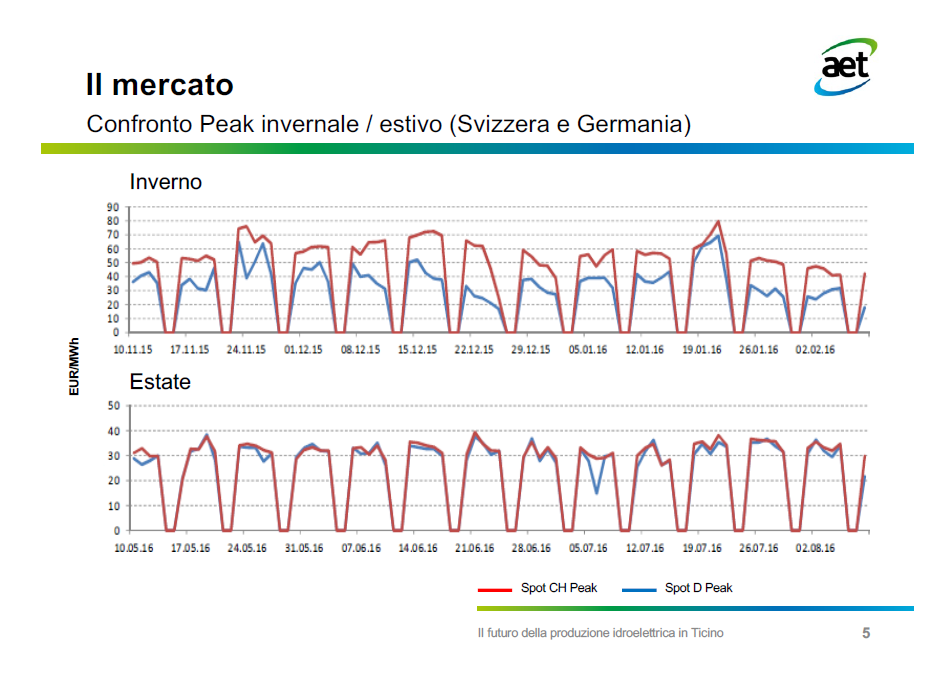 aet
Il mercato
Confronto Peak invernale / estivo (Svizzera e Germania)
Inverno
90
80
70
60
50
40
30
20
10
0
10.11.15 17.11.15 24.11.15 01.12.15 08.12.15 15.12.15 22.12.15 29.12.15 05.01.16 12.01.16 19.01.16 26.01.16 02.02.16
EUR/MWh
Estate
50
40
30
20
10
0
10.05.16 17.05.16 24.05.16 31.05.16 07.06.16 14.06.16 21.06.16 28.06.16 05.07.16 12.07.16 19.07.16 26.07.16 02.08.16
Spot CH Peak Spot D Peak
Il futuro della produzione idroelettrica in Ticino 5